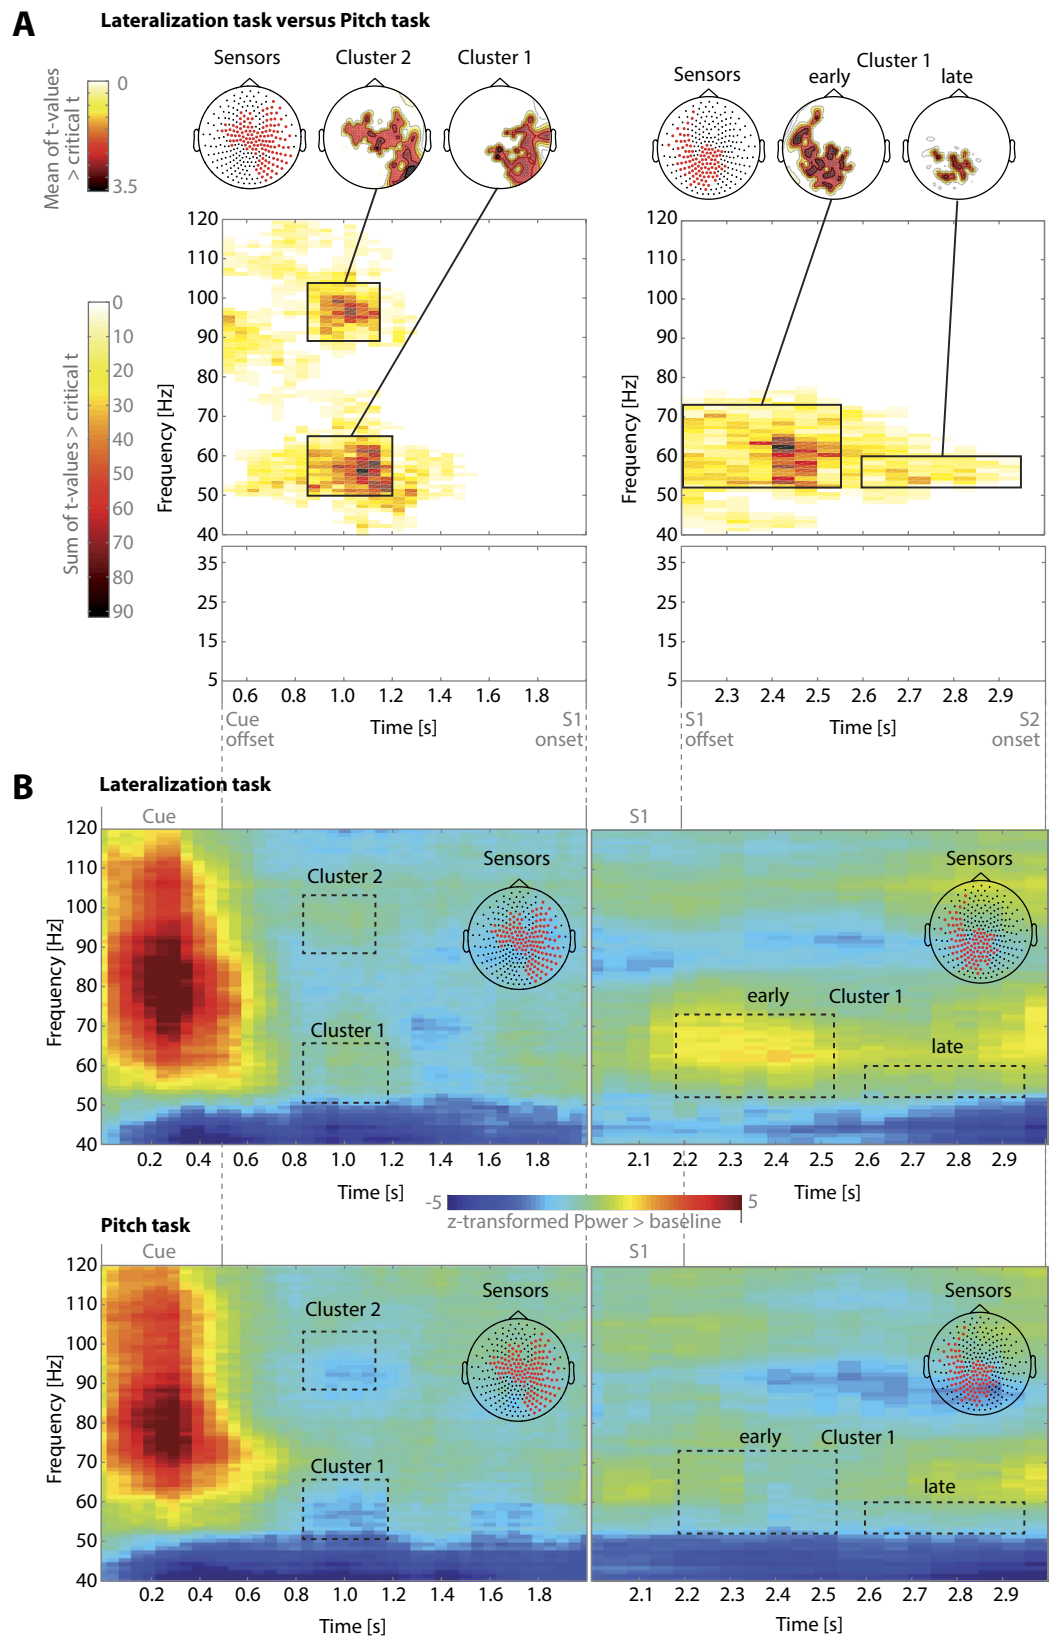 A Lateralization task versus Pitch task
Sensors Cluster 2 Cluster 1
Sensors early Cluster 1 late
Mean of t-values
> critical t
0
3.5
Sum of t-values > critical t
0
10
20
30
40
50
60
70
80
90
Frequency [Hz]
120
110
100
90
80
70
60
50
40
35
25
15
5
0.6 0.8 1.0 1.2 1.4 1.6 1.8
Time [s]
Cue
offset
S1
onset
Frequency [Hz]
120
110
100
90
80
70
60
50
40
35
25
15
5
2.3 2.4 2.5 2.6 2.7 2.8 2.9
Time [s]
S1
offset
S2
onset
B Lateralization task
Cue
S1
Frequency [Hz]
120
110
100
90
80
70
60
50
40
Cluster 2
Cluster 1
Sensors
0.2 0.4 0.6 0.8 1.0 1.2 1.4 1.6 1.8
Time [s]
Sensors
early Cluster 1
late
2.1 2.2 2.3 2.4 2.5 2.6 2.7 2.8 2.9
Time [s]
-5 5
z-transformed Power > baseline
Pitch task
Cue
S1
Frequency [Hz]
120
110
100
90
80
70
60
50
40
Cluster 2
Cluster 1
Sensors
0.2 0.4 0.6 0.8 1.0 1.2 1.4 1.6 1.8
Time [s]
Sensors
early Cluster 1
late
2.1 2.2 2.3 2.4 2.5 2.6 2.7 2.8 2.9
Time [s]